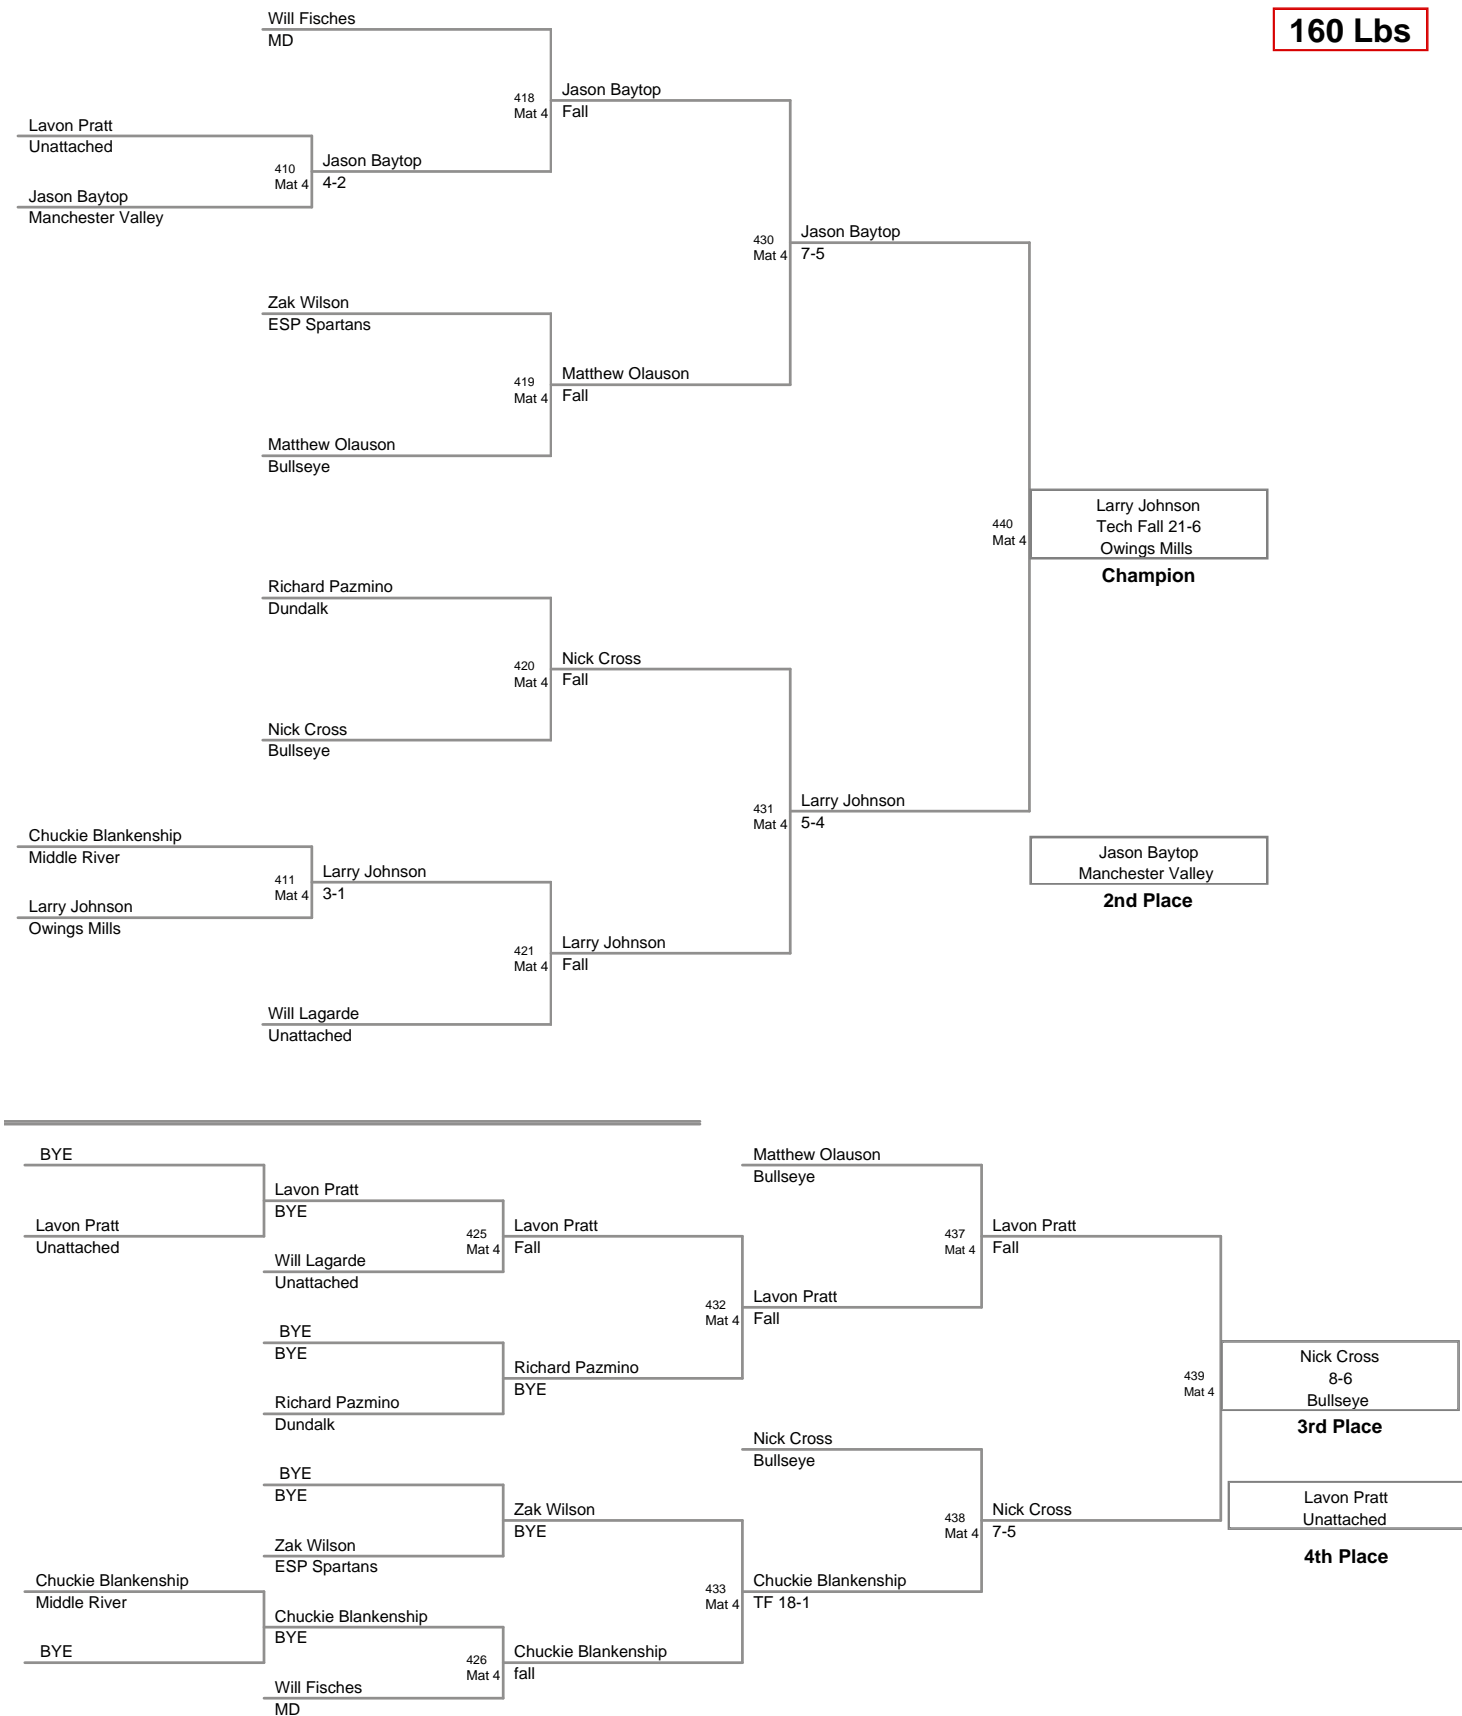 Will Fisches
MD
160 Lbs
418
Mat 4
Jason Baytop
Fall
Lavon Pratt
Unattached
410
Mat 4
Jason Baytop
4-2
Jason Baytop
Manchester Valley
430
Mat 4
Jason Baytop
7-5
Zak Wilson
ESP Spartans
419
Mat 4
Matthew Olauson
Fall
Matthew Olauson
Bullseye
440
Mat 4
Larry Johnson
Tech Fall 21-6
Owings Mills
Champion
Richard Pazmino
Dundalk
420
Mat 4
Nick Cross
Fall
Nick Cross
Bullseye
431
Mat 4
Larry Johnson
5-4
Chuckie Blankenship
Middle River
411
Mat 4
Larry Johnson
3-1
Larry Johnson
Owings Mills
Jason Baytop
Manchester Valley
2nd Place
421
Mat 4
Larry Johnson
Fall
Will Lagarde
Unattached
BYE
Lavon Pratt
BYE
Lavon Pratt
Unattached
425
Mat 4
Lavon Pratt
Fall
Will Lagarde
Unattached
Matthew Olauson
Bullseye
437
Mat 4
Lavon Pratt
Fall
432
Mat 4
Lavon Pratt
Fall
BYE
BYE
Richard Pazmino
BYE
Richard Pazmino
Dundalk
439
Mat 4
Nick Cross
8-6
Bullseye
3rd Place
Nick Cross
Bullseye
BYE
BYE
Zak Wilson
BYE
Zak Wilson
ESP Spartans
438
Mat 4
Nick Cross
7-5
Lavon Pratt
Unattached
4th Place
Chuckie Blankenship
Middle River
433
Mat 4
Chuckie Blankenship
TF 18-1
Chuckie Blankenship
BYE
BYE
426
Mat 4
Chuckie Blankenship
fall
Will Fisches
MD